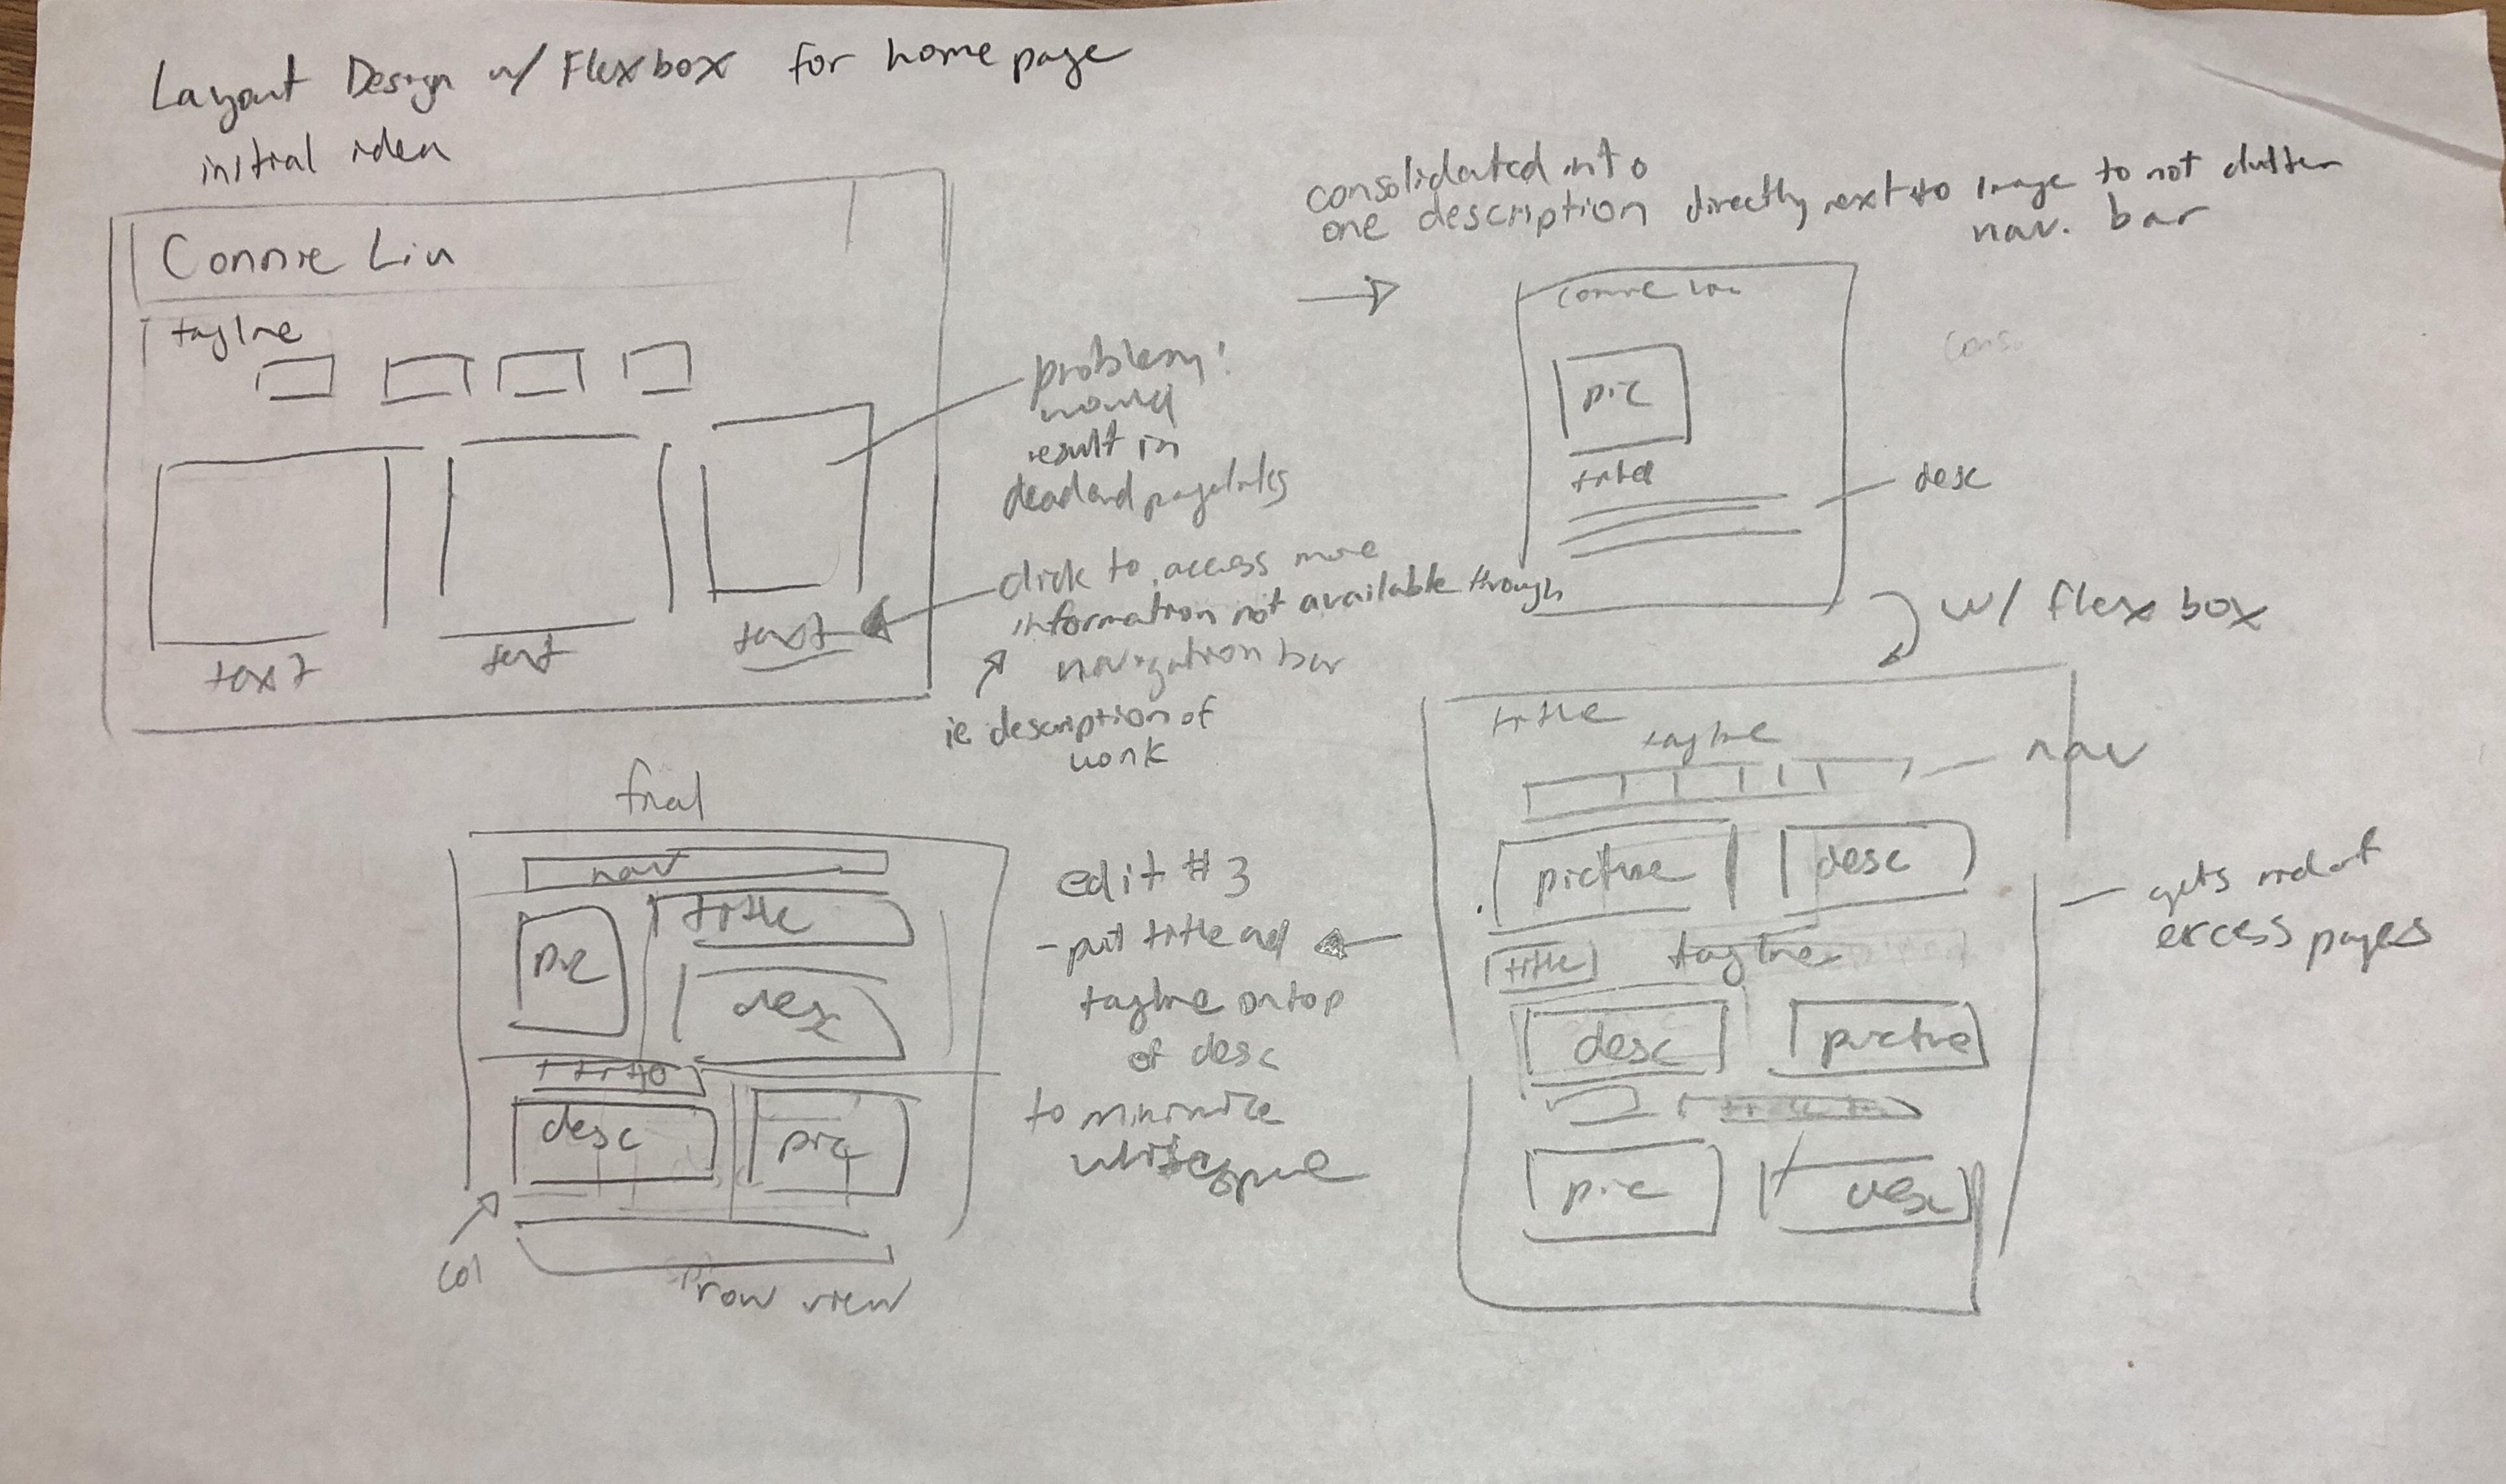 Layout Design w/ Flexbox for home page
initial idea
Connie Liu
tagline
text
text
text
problem:
would
result in
deadend pagelinks
click to access more
information not available through
navigation bar
ie description of
work
consolidated into
one description directly next to image to not clutter
nav. bar
connie liu
pic
title
desc
cons
w/ flexbox
title
tagline
nav
picture
desc
title
tagline
desc
picture
pic
desc
gets rid of
excess pages
edit #3
- put title and
tagline on top
of desc
to minimize
whitespace
final
nav
pic
title
desc
title
desc
pic
col
row view